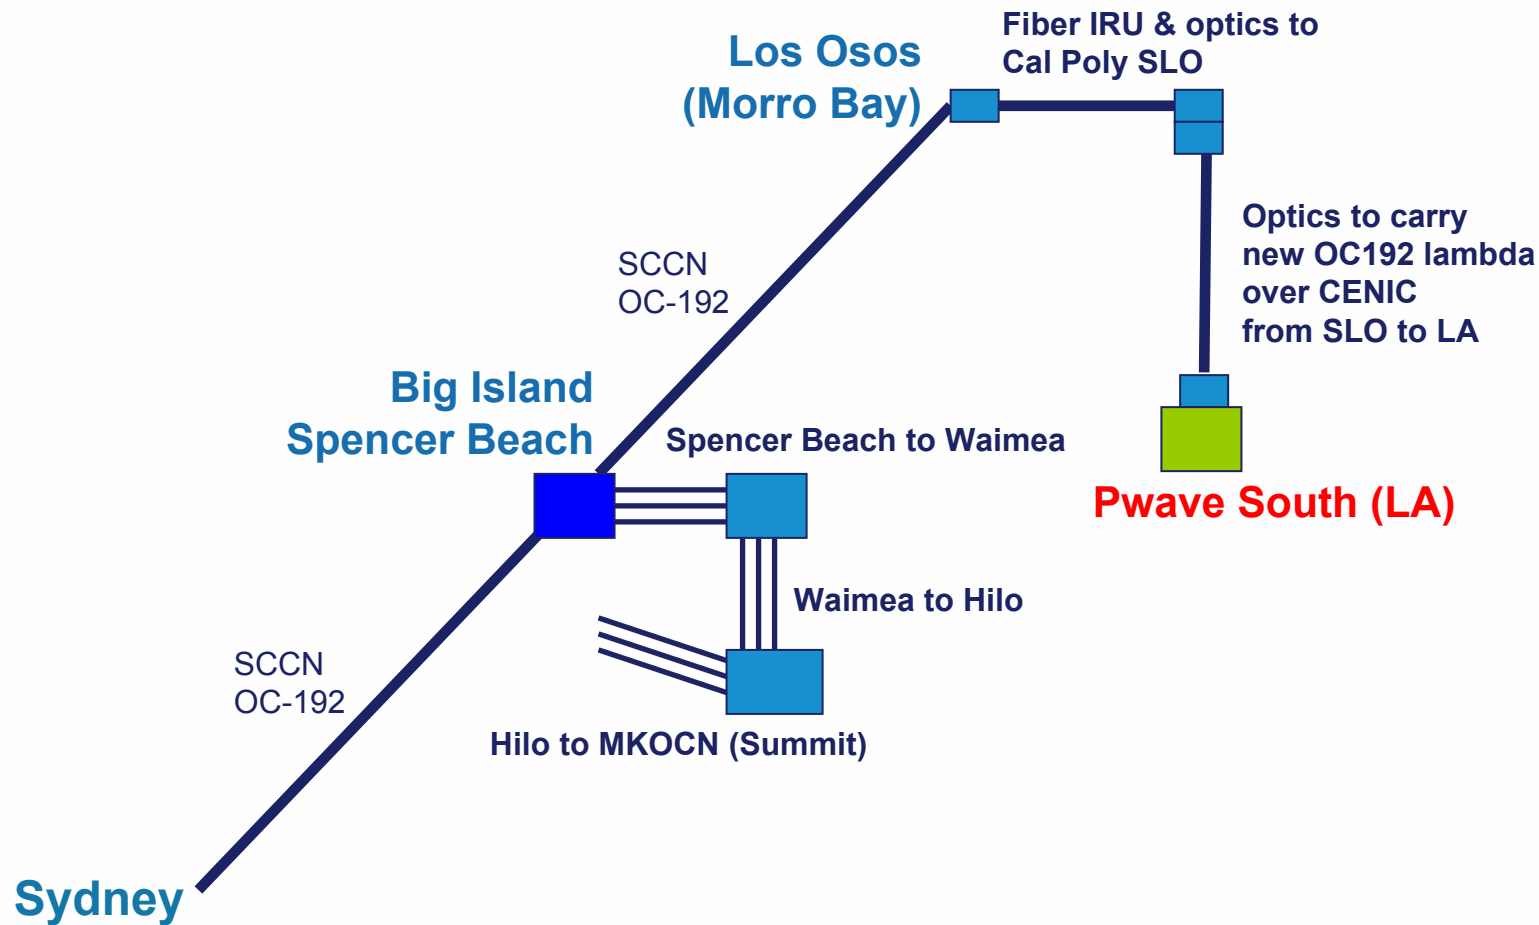 Fiber IRU & optics to
Cal Poly SLO
Los Osos
(Morro Bay)
Optics to carry
new OC192 lambda
over CENIC
from SLO to LA
SCCN
OC-192
Big Island
Spencer Beach
Spencer Beach to Waimea
Pwave South (LA)
Waimea to Hilo
SCCN
OC-192
Hilo to MKOCN (Summit)
Sydney